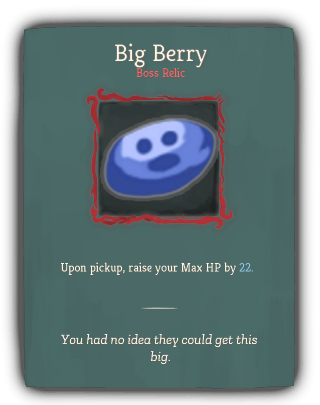 Big Berry
Boss Relic
Upon pickup, raise your Max HP by 22.
You had no idea they could get this
big.